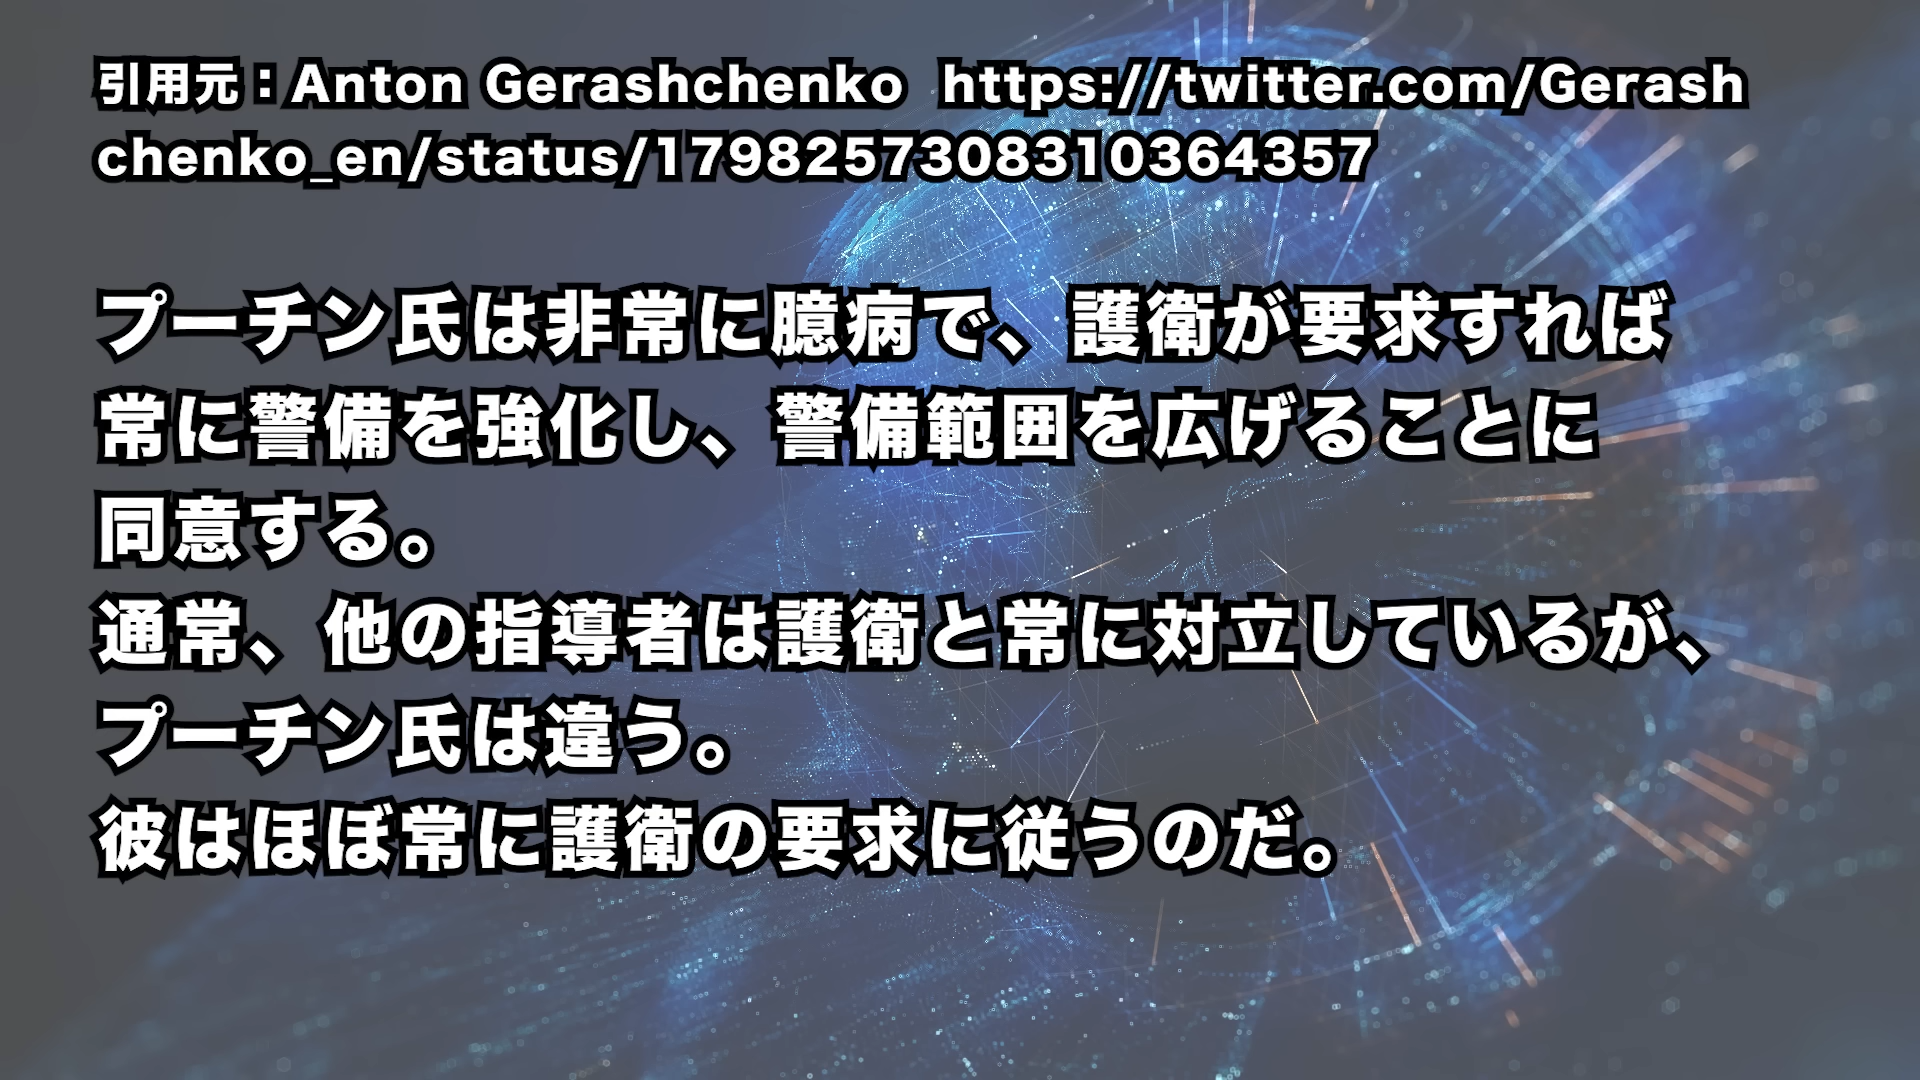 引用元：Anton Gerashchenko  https://twitter.com/Gerash
chenko_en/status/1798257308310364357
プーチン氏は非常に臆病で、護衛が要求すれば
常に警備を強化し、警備範囲を広げることに
同意する。
通常、他の指導者は護衛と常に対立しているが、
プーチン氏は違う。
彼はほぼ常に護衛の要求に従うのだ。